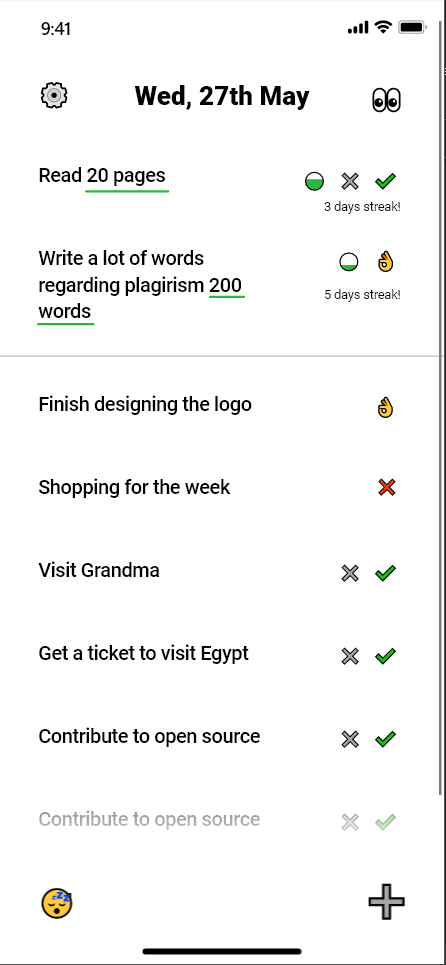 9:41
Wed, 27th May
Read 20 pages
3 days streak!
Write a lot of words
regarding plagirism 200
words
5 days streak!
Finish designing the logo
Shopping for the week
Visit Grandma
Get a ticket to visit Egypt
Contribute to open source
Contribute to open source